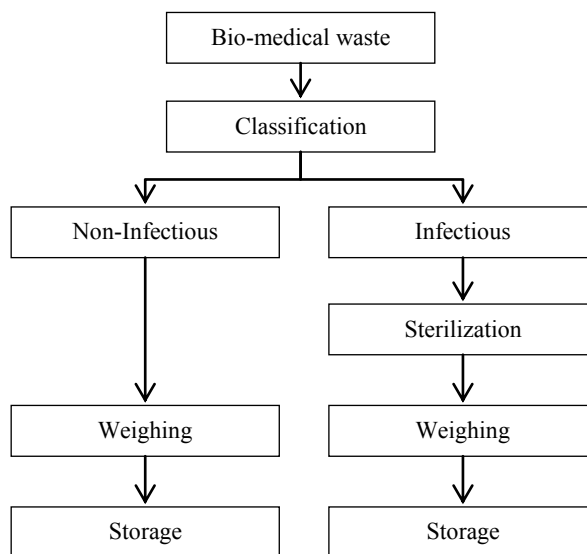 Bio-medical waste
Classification
Non-Infectious
Infectious
Sterilization
Weighing
Weighing
Storage
Storage